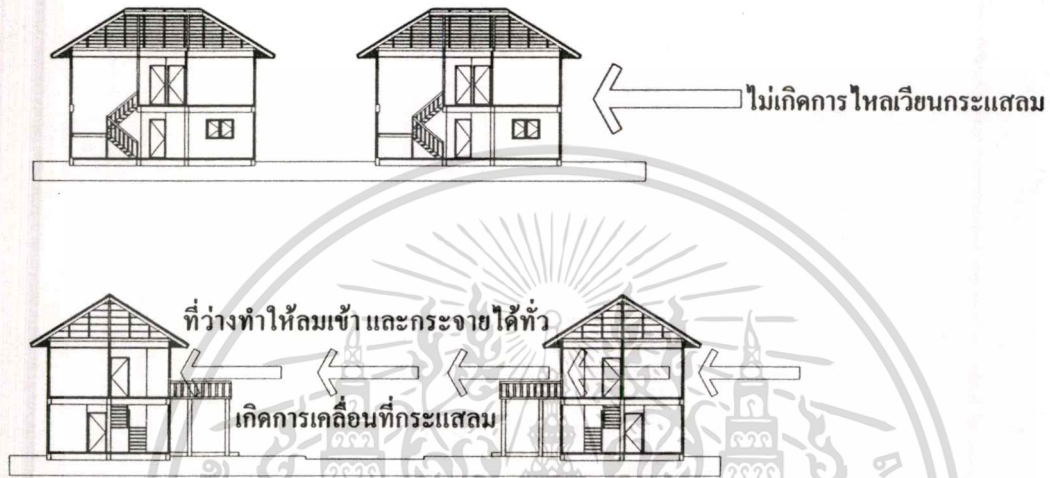 ไม่เกิดการไหลเวียนกระแสลม
ที่ว่างทำให้ลมเข้า และกระจายได้ทั่ว
เกิดการเคลื่อนที่กระแสลม